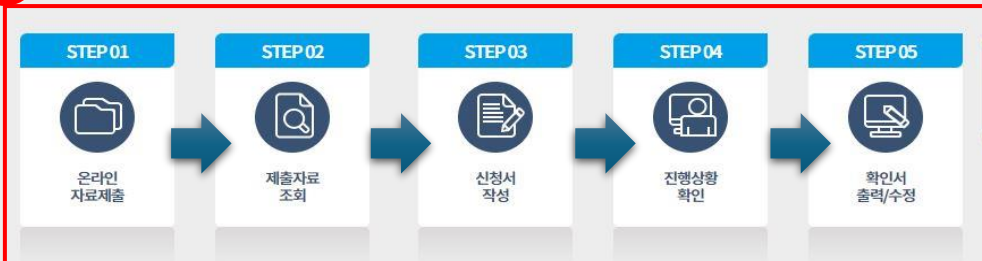 STEP 01
온라인
자료제출
STEP 02
제출자료
조회
STEP 03
신청서
작성
STEP 04
진행상황
확인
STEP 05
확인서
출력/수정